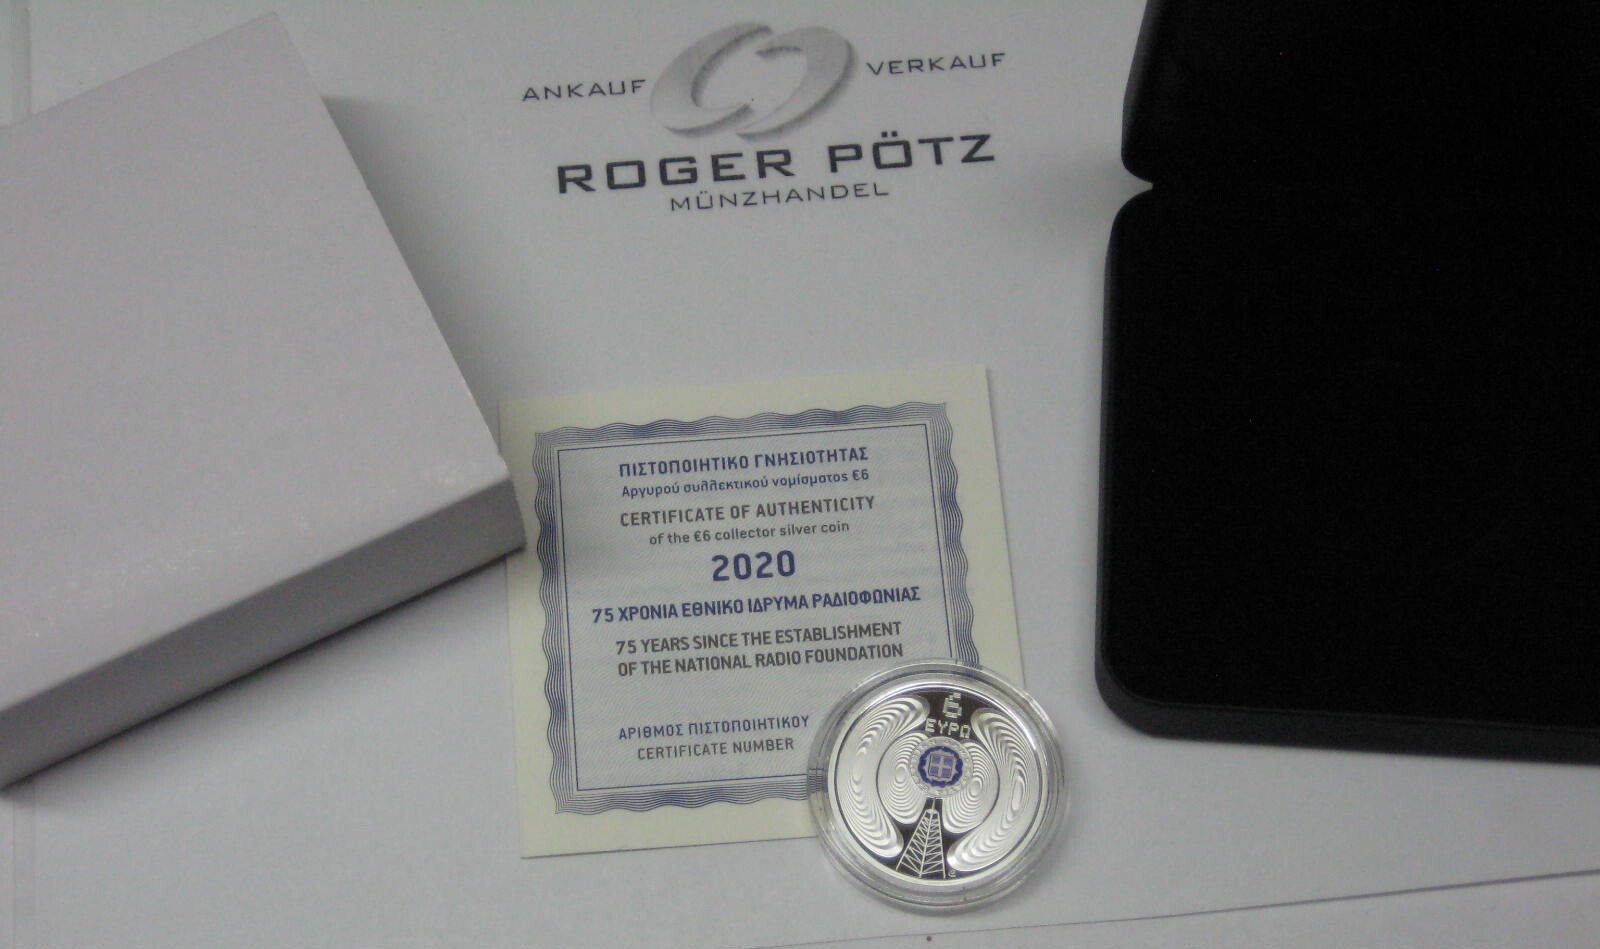 ANKAUF VERKAUF
ROGER PÖTZ
MÜNZHANDEL
ΠΙΣΤΟΠΟΙΗΤΙΚΟ ΓΝΗΣΙΟΤΗΤΑΣ
Αργυρού συλλεκτικού νομίσματος €6
CERTIFICATE OF AUTHENTICITY
of the €6 collector silver coin
2020
75 ΧΡΟΝΙΑ ΕΘΝΙΚΟ ΙΔΡΥΜΑ ΡΑΔΙΟΦΩΝΙΑΣ
75 YEARS SINCE THE ESTABLISHMENT
OF THE NATIONAL RADIO FOUNDATION
ΑΡΙΘΜΟΣ ΠΙΣΤΟΠΟΙΗΤΙΚΟΥ
CERTIFICATE NUMBER
6
ΕΥΡΩ